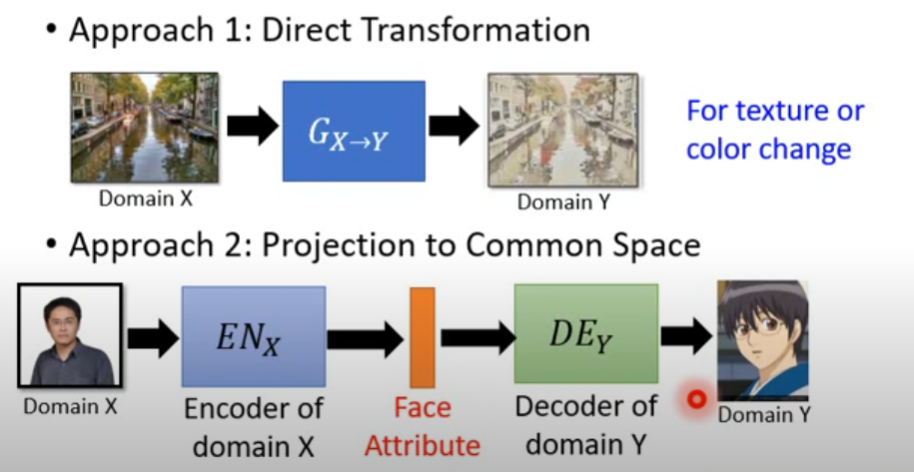 • Approach 1: Direct Transformation
G_{X→Y}
For texture or
color change
Domain X
Domain Y
• Approach 2: Projection to Common Space
EN_X
DE_Y
Domain X
Encoder of
domain X
Face
Attribute
Decoder of
domain Y
Domain Y